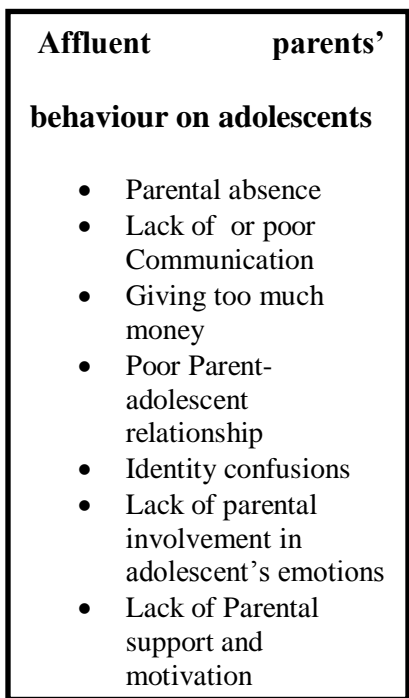 Affluent parents’
behaviour on adolescents
• Parental absence
• Lack of or poor
Communication
• Giving too much
money
• Poor Parent-
adolescent
relationship
• Identity confusions
• Lack of parental
involvement in
adolescent’s emotions
• Lack of Parental
support and
motivation